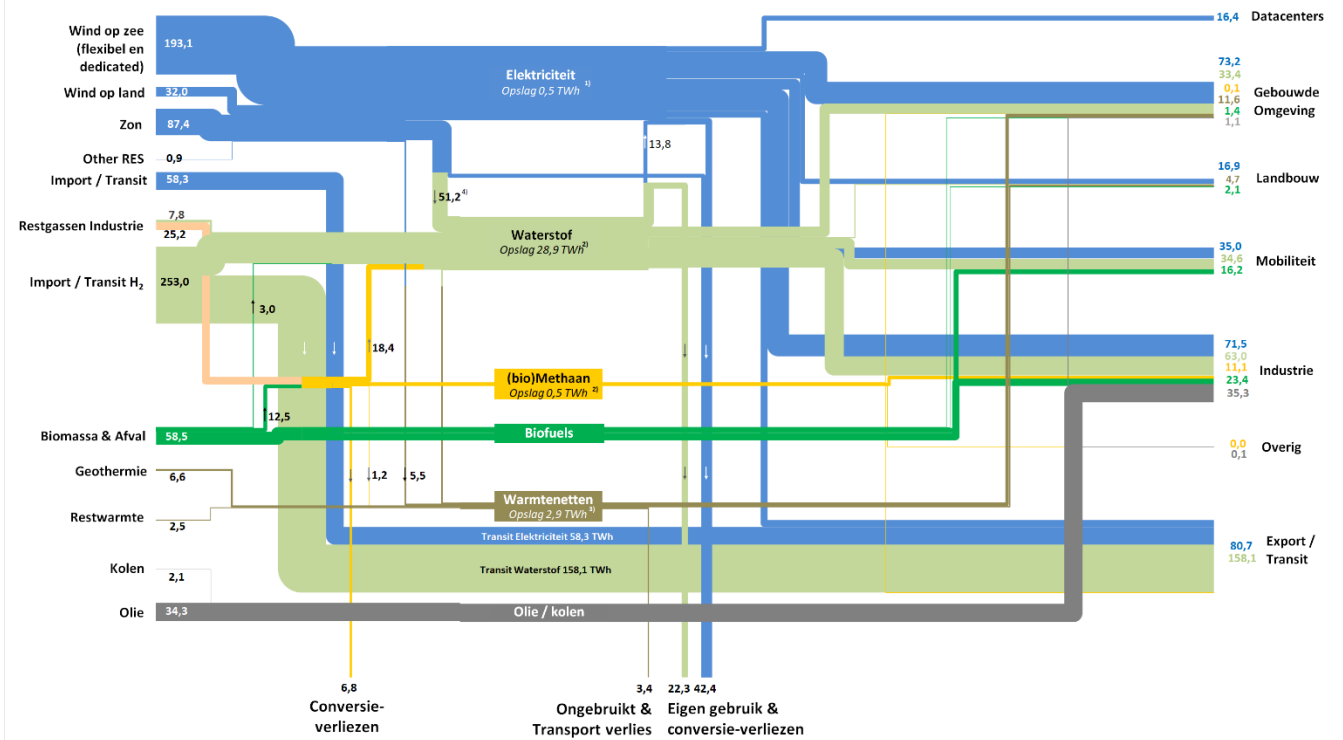 Wind op zee
(flexibel en
dedicated)
193,1
Wind op land
32,0
Zon
87,4
Other RES
0,9
Import / Transit
58,3
Restgassen Industrie
7,8
25,2
Import / Transit H2
253,0
Biomassa & Afval
58,5
Geothermie
6,6
Restwarmte
2,5
Kolen
2,1
Olie
34,3
Elektriciteit
Opslag 0,5 TWh 1)
13,8
51,2 4)
Waterstof
Opslag 28,9 TWh 2)
3,0
18,4
(bio)Methaan
Opslag 0,5 TWh 2)
12,5
Biofuels
1,2
5,5
Warmtenetten
Opslag 2,9 TWh 3)
Transit Elektriciteit 58,3 TWh
Transit Waterstof 158,1 TWh
Olie / kolen
16,4
Datacenters
73,2
33,4
0,1
11,6
1,4
1,1
Gebouwde
Omgeving
16,9
4,7
2,1
Landbouw
35,0
34,6
16,2
Mobiliteit
71,5
63,0
11,1
23,4
35,3
Industrie
0,0
0,1
Overig
80,7
158,1
Export /
Transit
6,8
Conversie-
verliezen
3,4
Ongebruikt &
Transport verlies
22,3
42,4
Eigen gebruik &
conversie-verliezen